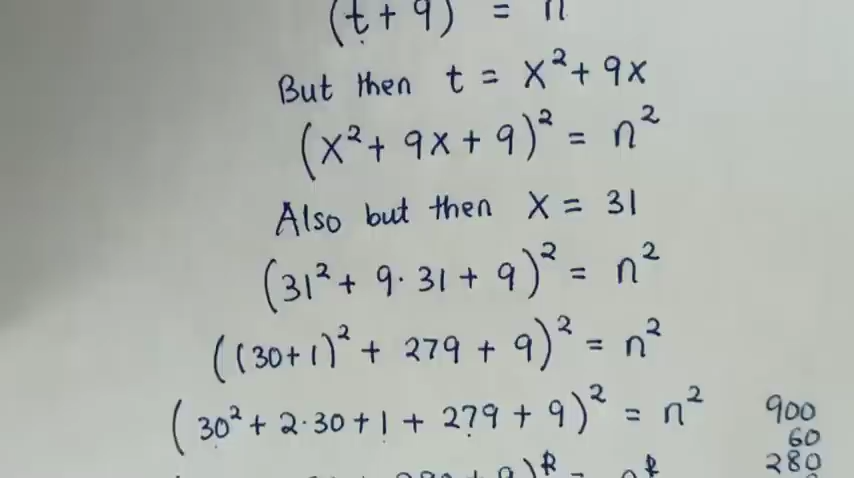 (t + 9) = n
But then t = x² + 9x
(x² + 9x + 9)² = n²
Also but then x = 31
(31² + 9·31 + 9)² = n²
((30+1)² + 279 + 9)² = n²
(30² + 2·30 + 1 + 279 + 9)² = n²
900
60
280